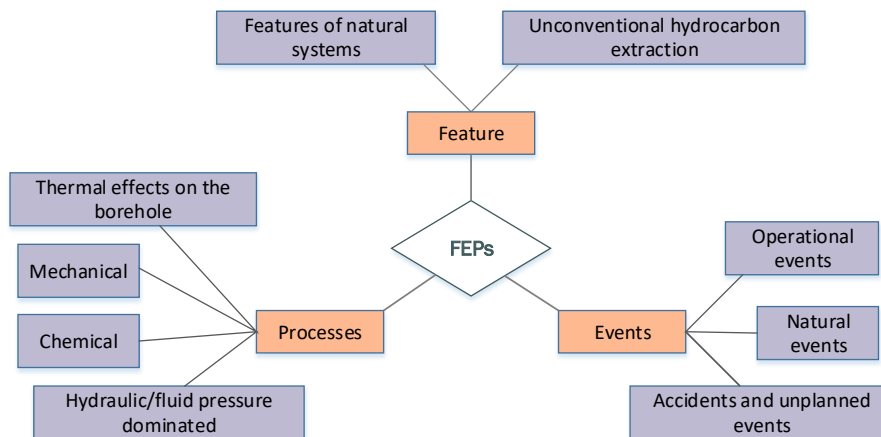 Features of natural
systems
Unconventional hydrocarbon
extraction
Feature
Thermal effects on the
borehole
FEPs
Operational
events
Mechanical
Chemical
Processes
Events
Natural
events
Hydraulic/fluid pressure
dominated
Accidents and unplanned
events